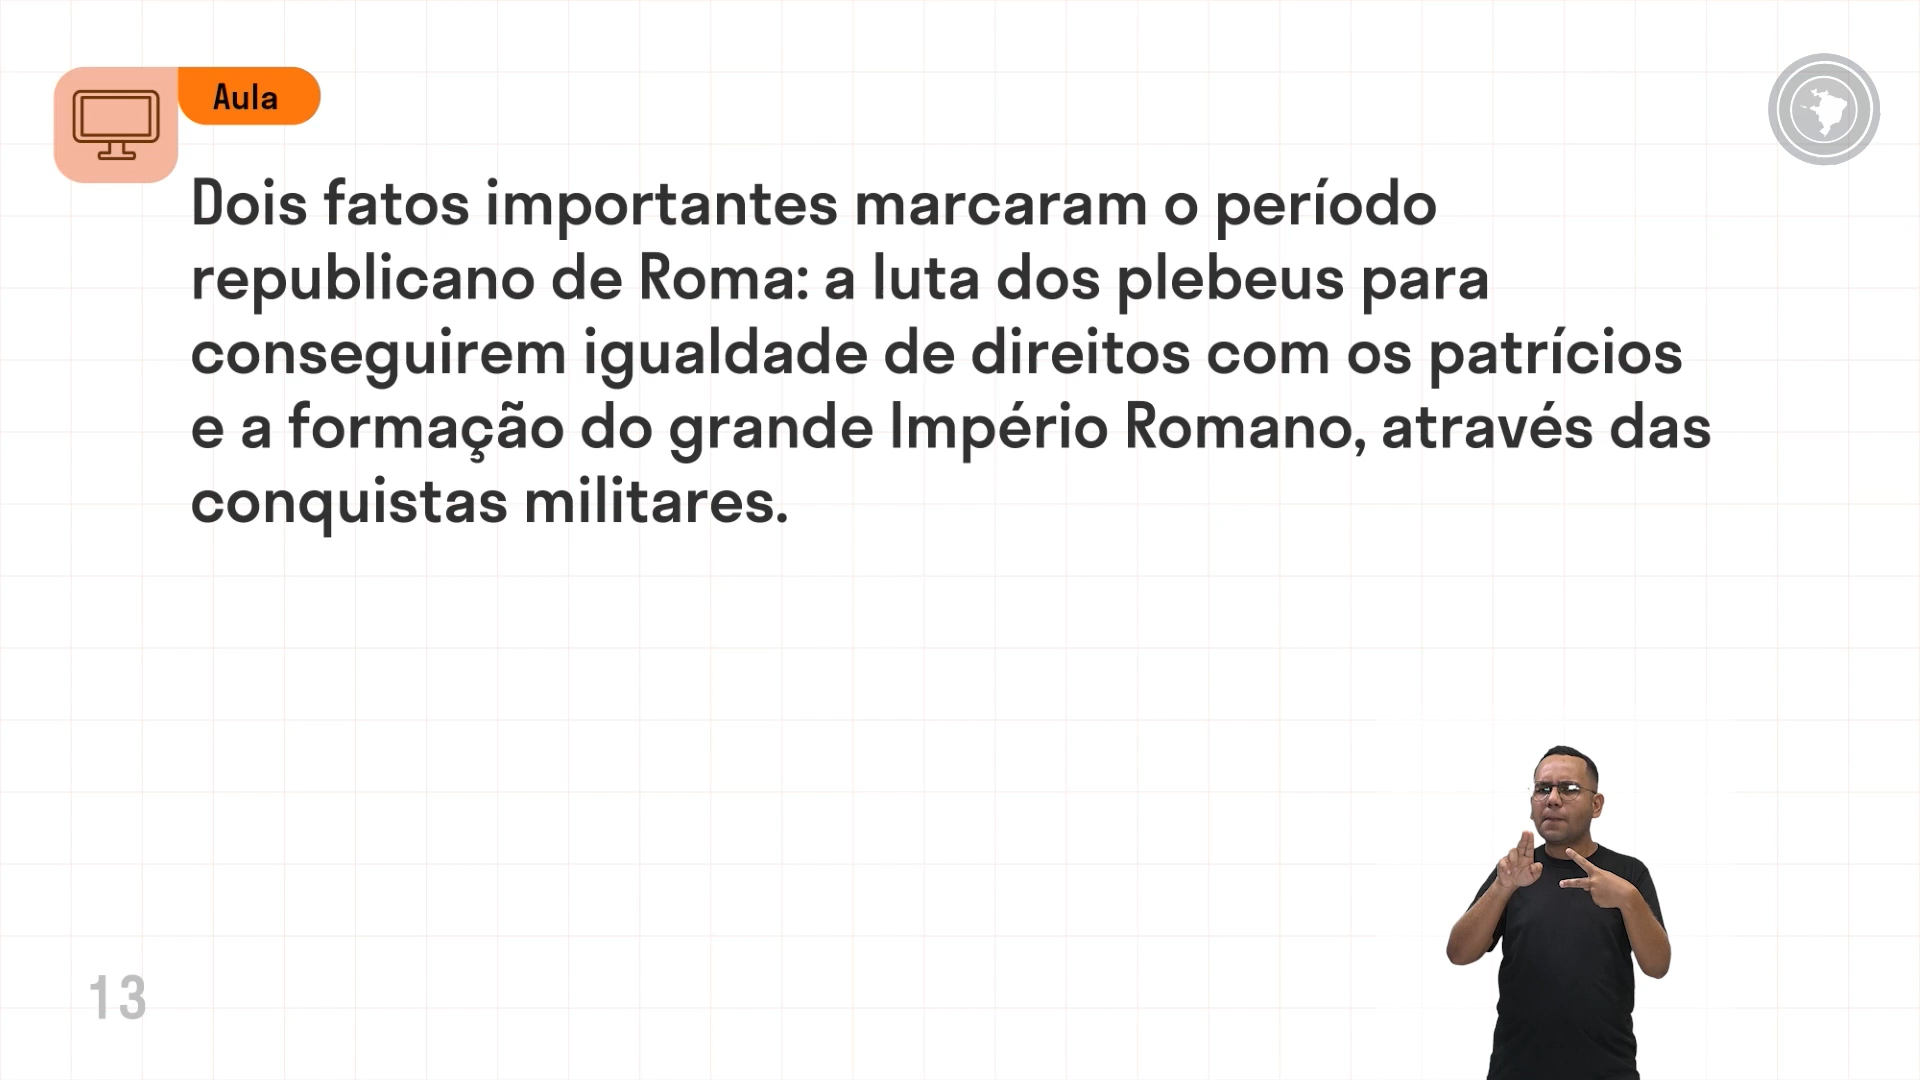 Aula
Dois fatos importantes marcaram o período
republicano de Roma: a luta dos plebeus para
conseguirem igualdade de direitos com os patrícios
e a formação do grande Império Romano, através das
conquistas militares.
13